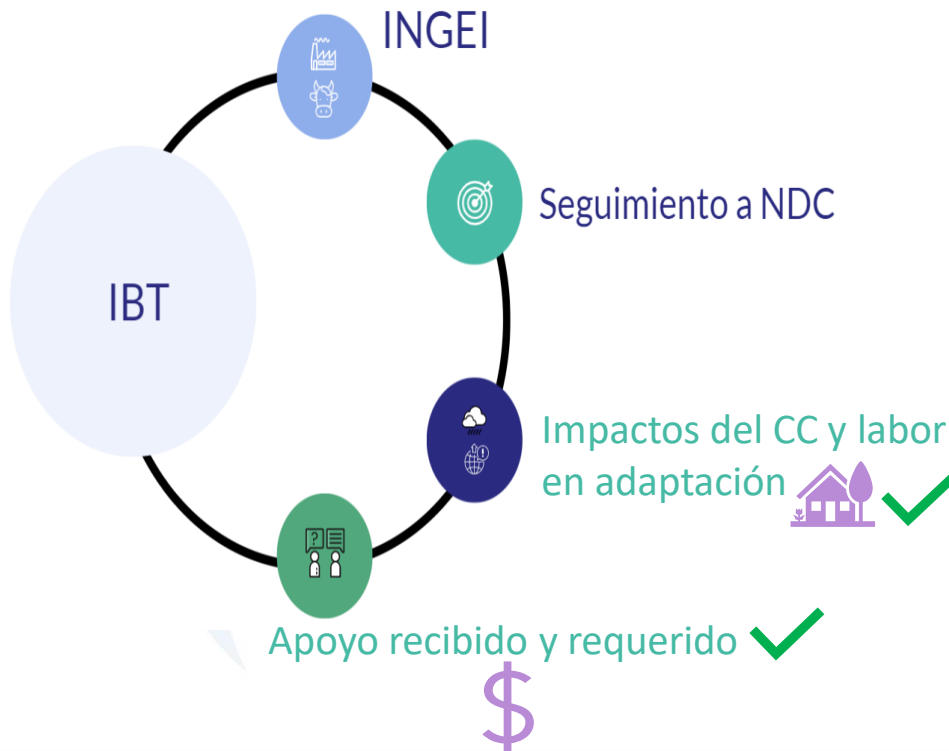 INGEI
Seguimiento a NDC
IBT
Impactos del CC y labor
en adaptación
Apoyo recibido y requerido
$